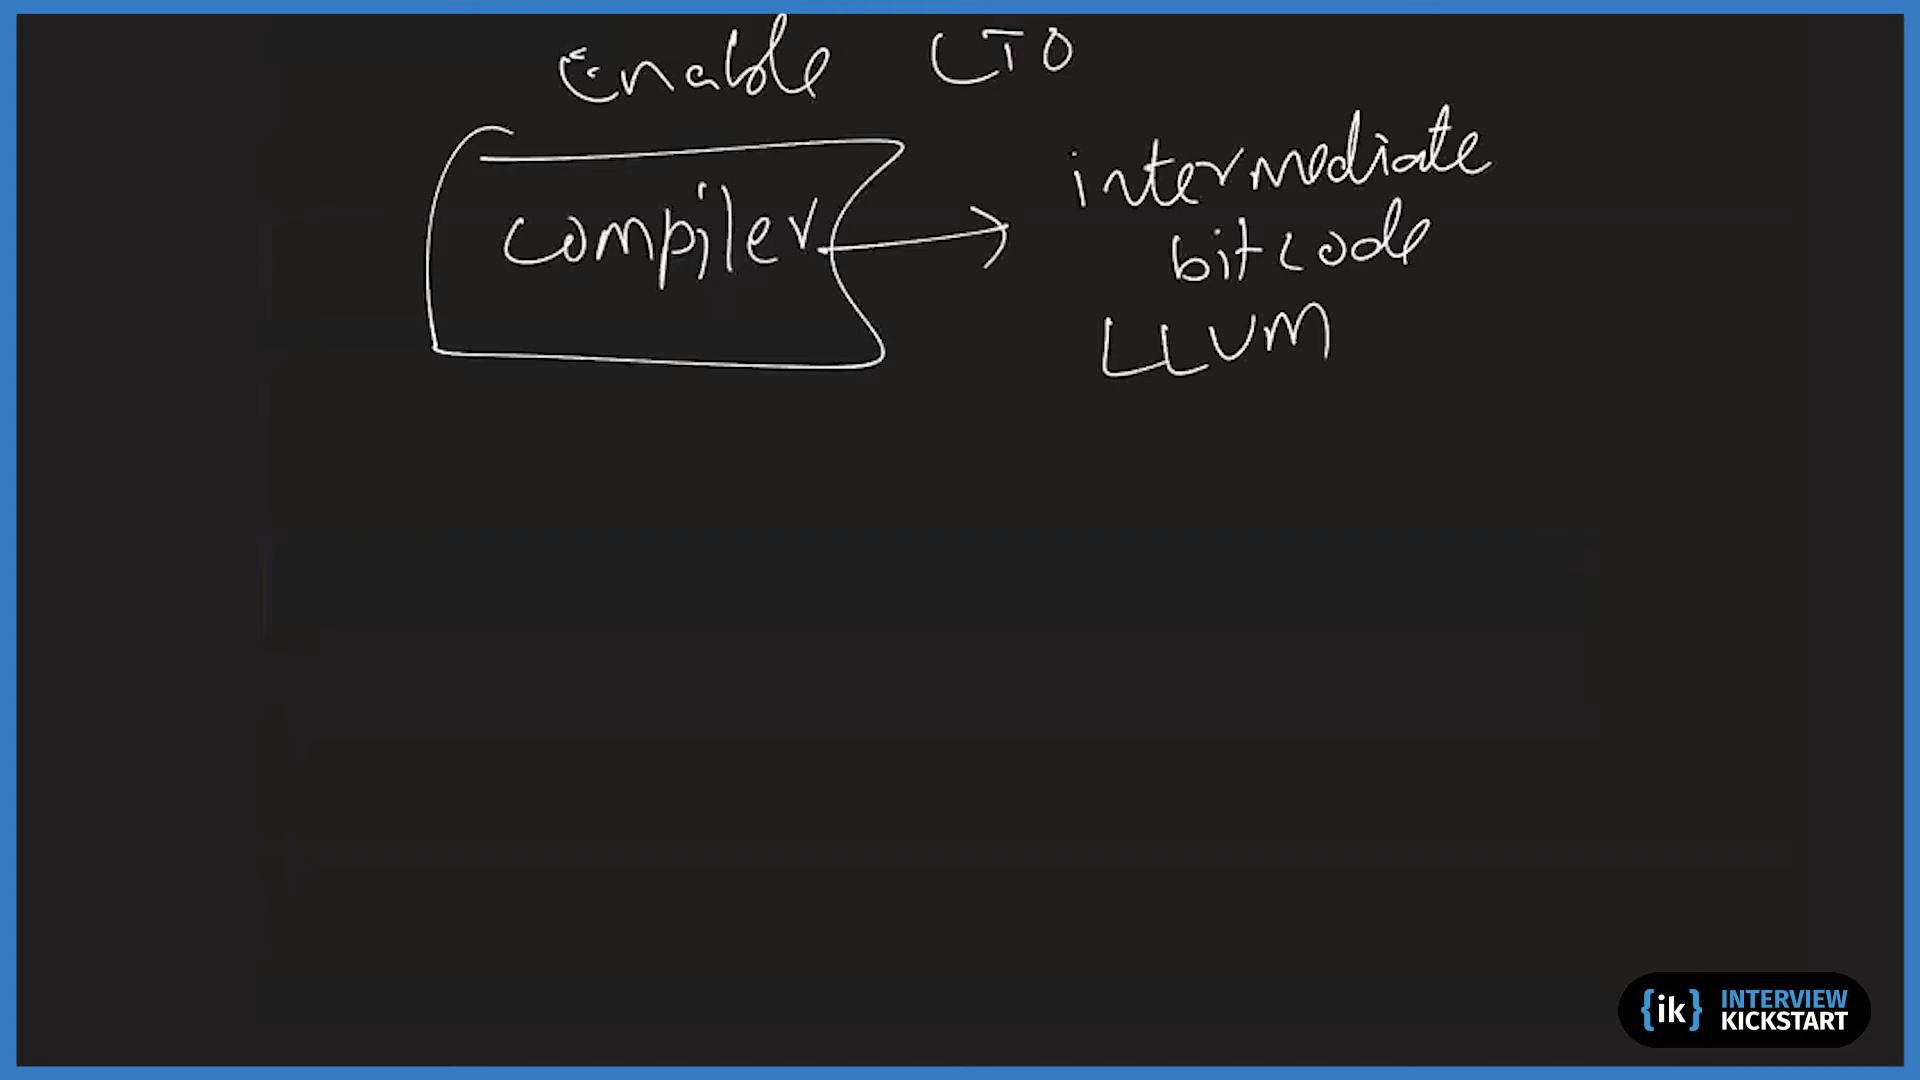 Enable LTO
compiler
intermediate
bitcode
LLVM
{ik} INTERVIEW
KICKSTART